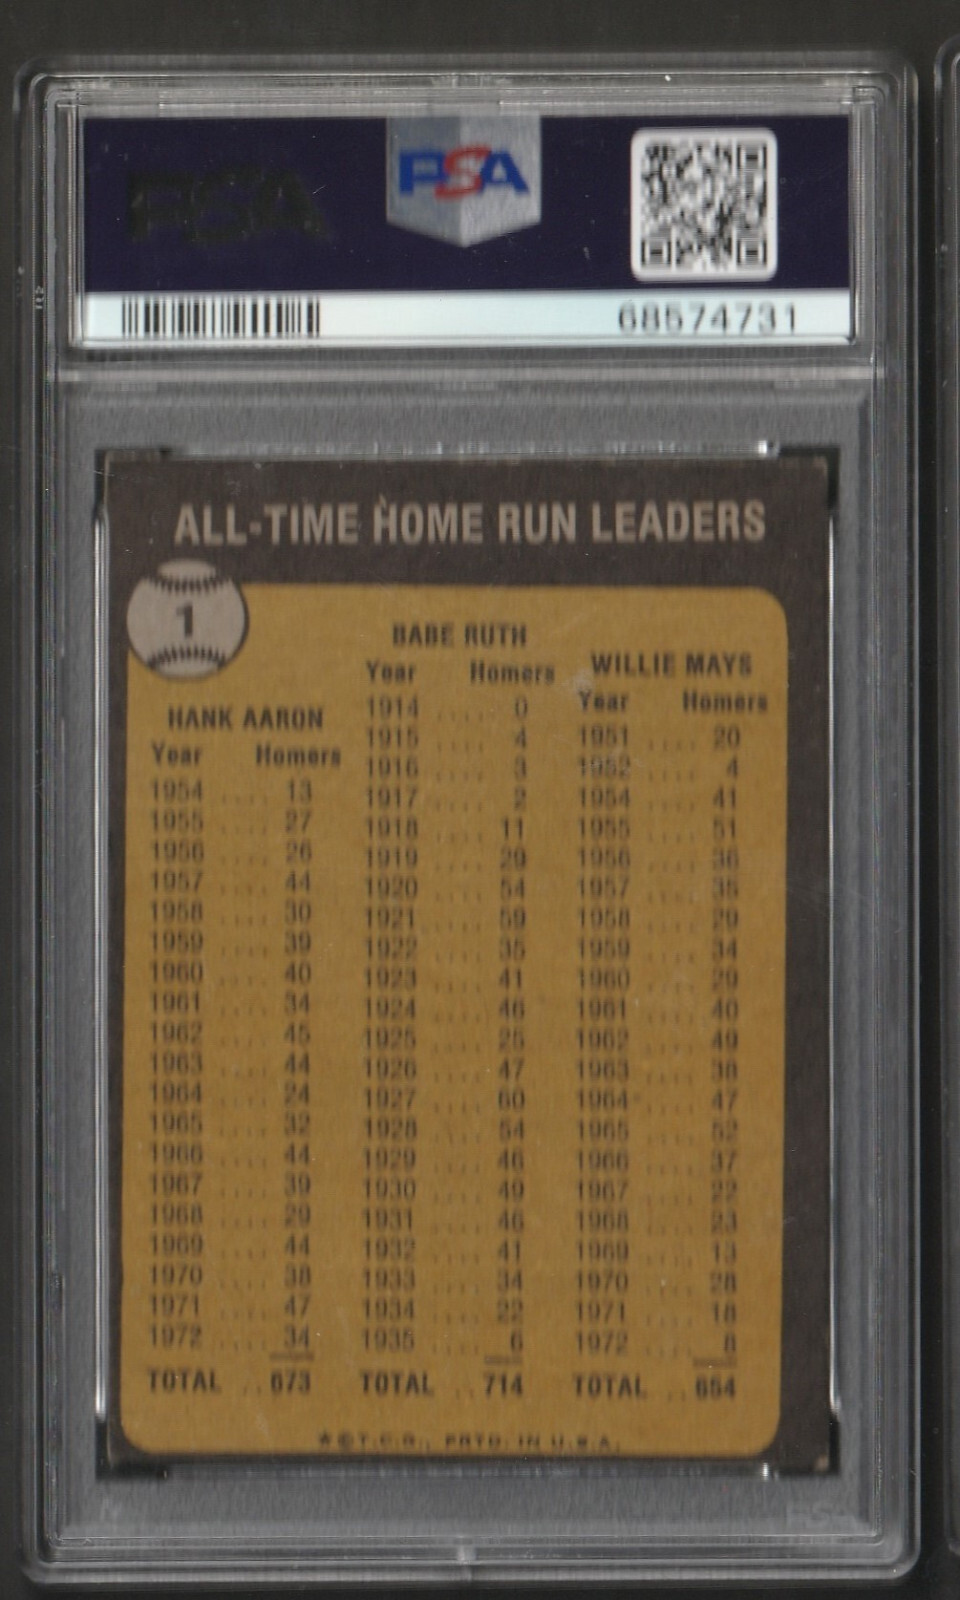 PSA
PSA
68574731
ALL-TIME HOME RUN LEADERS
1
HANK AARON
Year Homers
1954 .... 13
1955 .... 27
1956 .... 26
1957 .... 44
1958 .... 30
1959 .... 39
1960 .... 40
1961 .... 34
1962 .... 45
1963 .... 44
1964 .... 24
1965 .... 32
1966 .... 44
1967 .... 39
1968 .... 29
1969 .... 44
1970 .... 38
1971 .... 47
1972 .... 34
TOTAL .. 673
BABE RUTH
Year Homers
1914 .... 0
1915 .... 4
1916 .... 3
1917 .... 2
1918 .... 11
1919 .... 29
1920 .... 54
1921 .... 59
1922 .... 35
1923 .... 41
1924 .... 46
1925 .... 25
1926 .... 47
1927 .... 60
1928 .... 54
1929 .... 46
1930 .... 49
1931 .... 46
1932 .... 41
1933 .... 34
1934 .... 22
1935 .... 6
TOTAL .. 714
WILLIE MAYS
Year Homers
1951 .... 20
1952 .... 4
1954 .... 41
1955 .... 51
1956 .... 36
1957 .... 35
1958 .... 29
1959 .... 34
1960 .... 29
1961 .... 40
1962 .... 49
1963 .... 38
1964 .... 47
1965 .... 52
1966 .... 37
1967 .... 22
1968 .... 23
1969 .... 13
1970 .... 28
1971 .... 18
1972 .... 8
TOTAL .. 654
★ © T.C.G., PRTD. IN U.S.A.